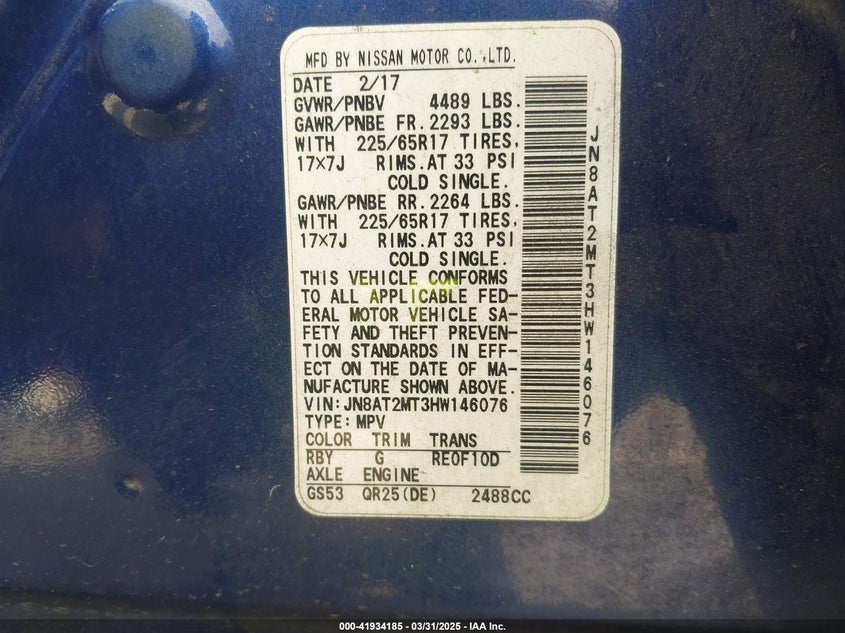 MFD BY NISSAN MOTOR CO.,LTD.
DATE 2/17
GVWR/PNBV 4489 LBS.
GAWR/PNBE FR. 2293 LBS.
WITH 225/65R17 TIRES,
17×7J RIMS. AT 33 PSI
COLD SINGLE.
GAWR/PNBE RR. 2264 LBS.
WITH 225/65R17 TIRES,
17×7J RIMS. AT 33 PSI
COLD SINGLE.
THIS VEHICLE CONFORMS
TO ALL APPLICABLE FED-
ERAL MOTOR VEHICLE SA-
FETY AND THEFT PREVEN-
TION STANDARDS IN EFF-
ECT ON THE DATE OF MA-
NUFACTURE SHOWN ABOVE.
VIN: JN8AT2MT3HW146076
TYPE: MPV
COLOR TRIM TRANS
RBY G RE0F10D
AXLE ENGINE
GS53 QR25(DE) 2488CC
JN8AT2MT3HW146076
000-41934185 - 03/31/2025 - IAA Inc.